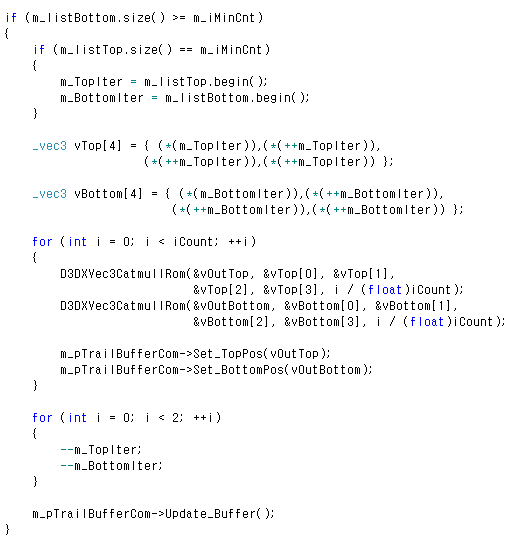 if (m_listBottom.size() >= m_iMinCnt)
{
    if (m_listTop.size() == m_iMinCnt)
    {
        m_TopIter = m_listTop.begin();
        m_BottomIter = m_listBottom.begin();
    }

    _vec3 vTop[4] = { (*(m_TopIter)),(*(++m_TopIter)),
                    (*(++m_TopIter)),(*(++m_TopIter)) };

    _vec3 vBottom[4] = { (*(m_BottomIter)),(*(++m_BottomIter)),
                        (*(++m_BottomIter)),(*(++m_BottomIter)) };

    for (int i = 0; i < iCount; ++i)
    {
        D3DXVec3CatmullRom(&vOutTop, &vTop[0], &vTop[1],
                           &vTop[2], &vTop[3], i / (float)iCount);
        D3DXVec3CatmullRom(&vOutBottom, &vBottom[0], &vBottom[1],
                           &vBottom[2], &vBottom[3], i / (float)iCount);

        m_pTrailBufferCom->Set_TopPos(vOutTop);
        m_pTrailBufferCom->Set_BottomPos(vOutBottom);
    }

    for (int i = 0; i < 2; ++i)
    {
        --m_TopIter;
        --m_BottomIter;
    }

    m_pTrailBufferCom->Update_Buffer();
}